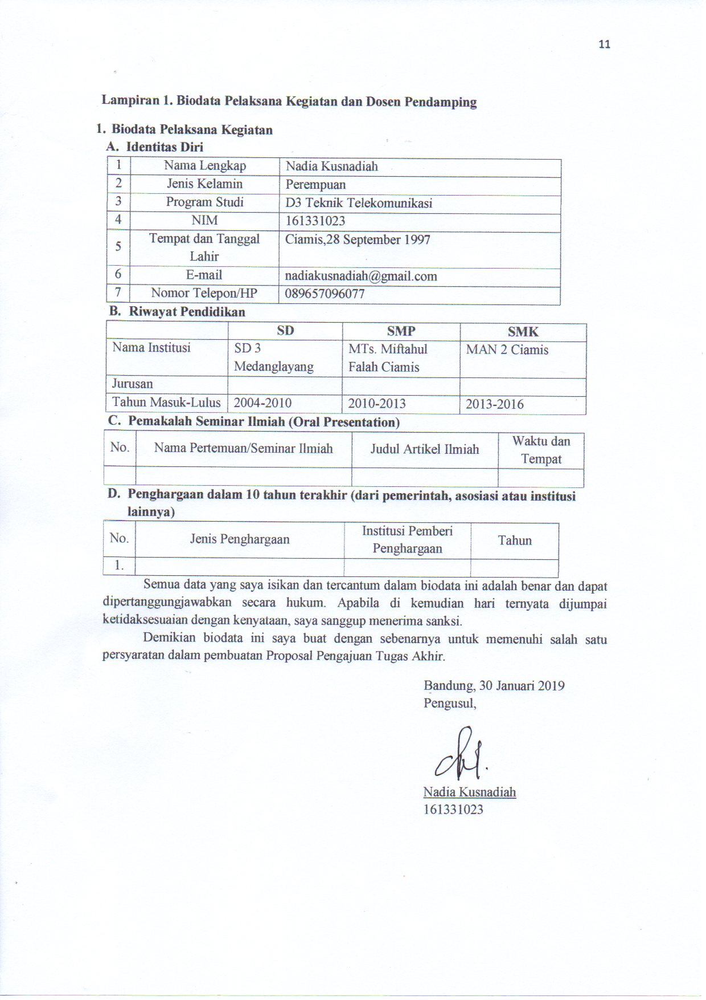 11
Lampiran 1. Biodata Pelaksana Kegiatan dan Dosen Pendamping
1. Biodata Pelaksana Kegiatan
A. Identitas Diri
1 Nama Lengkap Nadia Kusnadiah
2 Jenis Kelamin Perempuan
3 Program Studi D3 Teknik Telekomunikasi
4 NIM 161331023
5 Tempat dan Tanggal Lahir Ciamis,28 September 1997
6 E-mail nadiakusnadiah@gmail.com
7 Nomor Telepon/HP 089657096077
B. Riwayat Pendidikan
SD SMP SMK
Nama Institusi SD 3 Medanglayang MTs. Miftahul Falah Ciamis MAN 2 Ciamis
Jurusan
Tahun Masuk-Lulus 2004-2010 2010-2013 2013-2016
C. Pemakalah Seminar Ilmiah (Oral Presentation)
No. Nama Pertemuan/Seminar Ilmiah Judul Artikel Ilmiah Waktu dan Tempat
D. Penghargaan dalam 10 tahun terakhir (dari pemerintah, asosiasi atau institusi
lainnya)
No. Jenis Penghargaan Institusi Pemberi Penghargaan Tahun
1.
Semua data yang saya isikan dan tercantum dalam biodata ini adalah benar dan dapat
dipertanggungjawabkan secara hukum. Apabila di kemudian hari ternyata dijumpai
ketidaksesuaian dengan kenyataan, saya sanggup menerima sanksi.
Demikian biodata ini saya buat dengan sebenarnya untuk memenuhi salah satu
persyaratan dalam pembuatan Proposal Pengajuan Tugas Akhir.
Bandung, 30 Januari 2019
Pengusul,
Nadia Kusnadiah
161331023